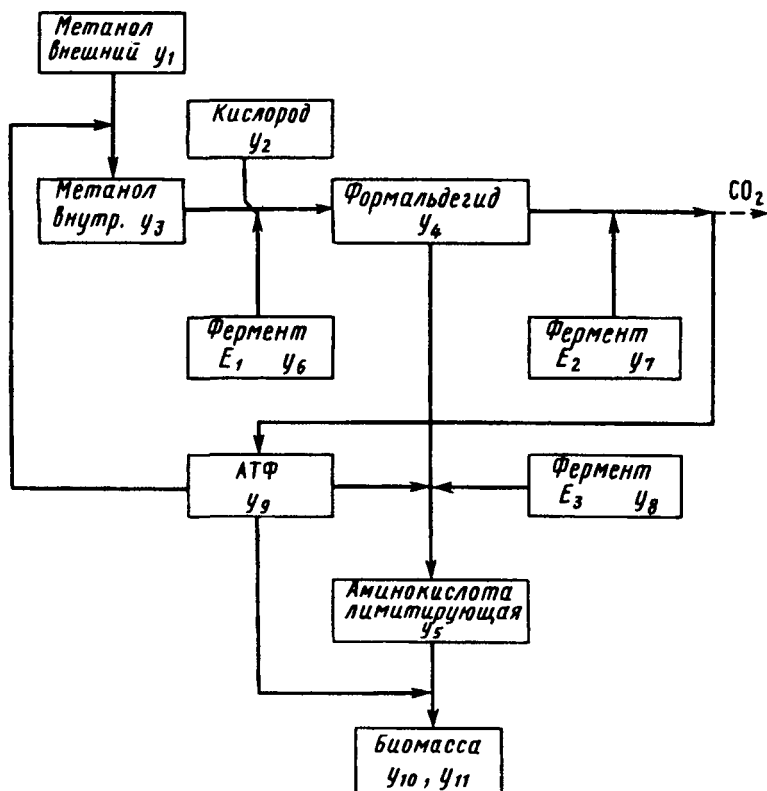 Метанол
внешний y1
Кислород
y2
Метанол
внутр. y3
Формальдегид
y4
CO2
Фермент
E1 y6
Фермент
E2 y7
АТФ
y9
Фермент
E3 y8
Аминокислота
лимитирующая
y5
Биомасса
y10, y11